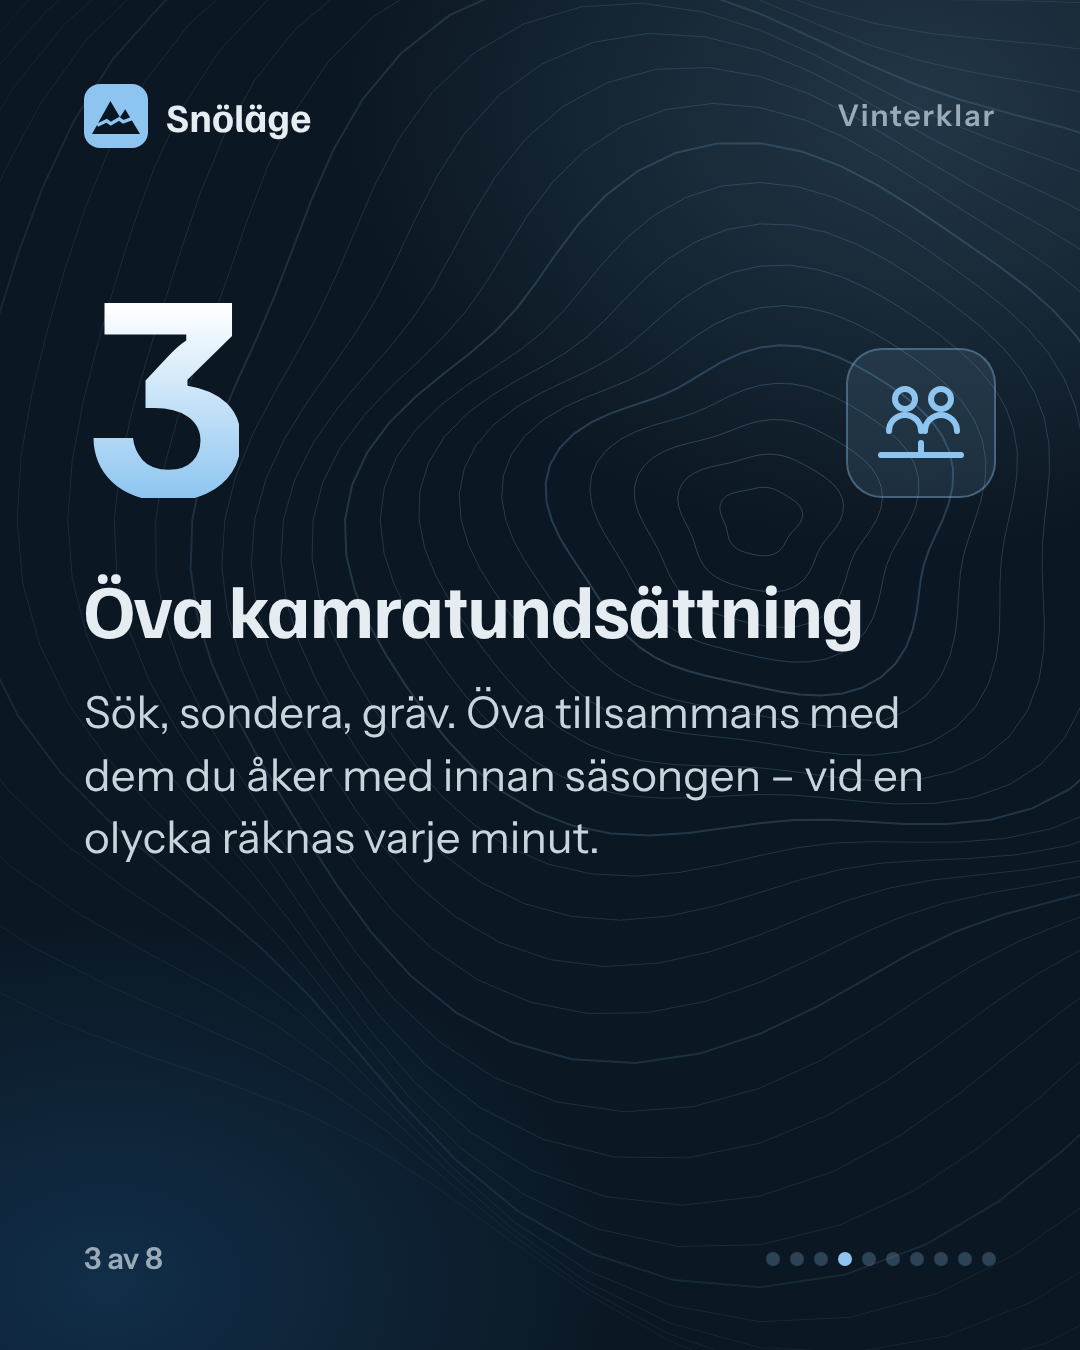 Snöläge
Vinterklar
3
Öva kamratundsättning
Sök, sondera, gräv. Öva tillsammans med
dem du åker med innan säsongen – vid en
olycka räknas varje minut.
3 av 8